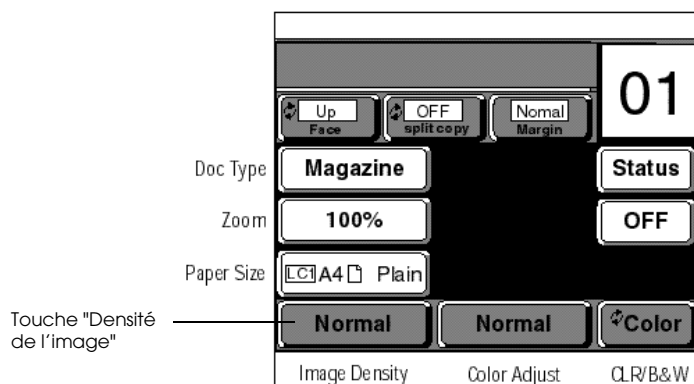 01
Up
OFF
Nomal
Face
split copy
Margin
Doc Type
Magazine
Status
Zoom
100%
OFF
Paper Size
LC1 A4 Plain
Touche "Densité
de l'image"
Normal
Normal
Color
Image Density
Color Adjust
CLR/B&W